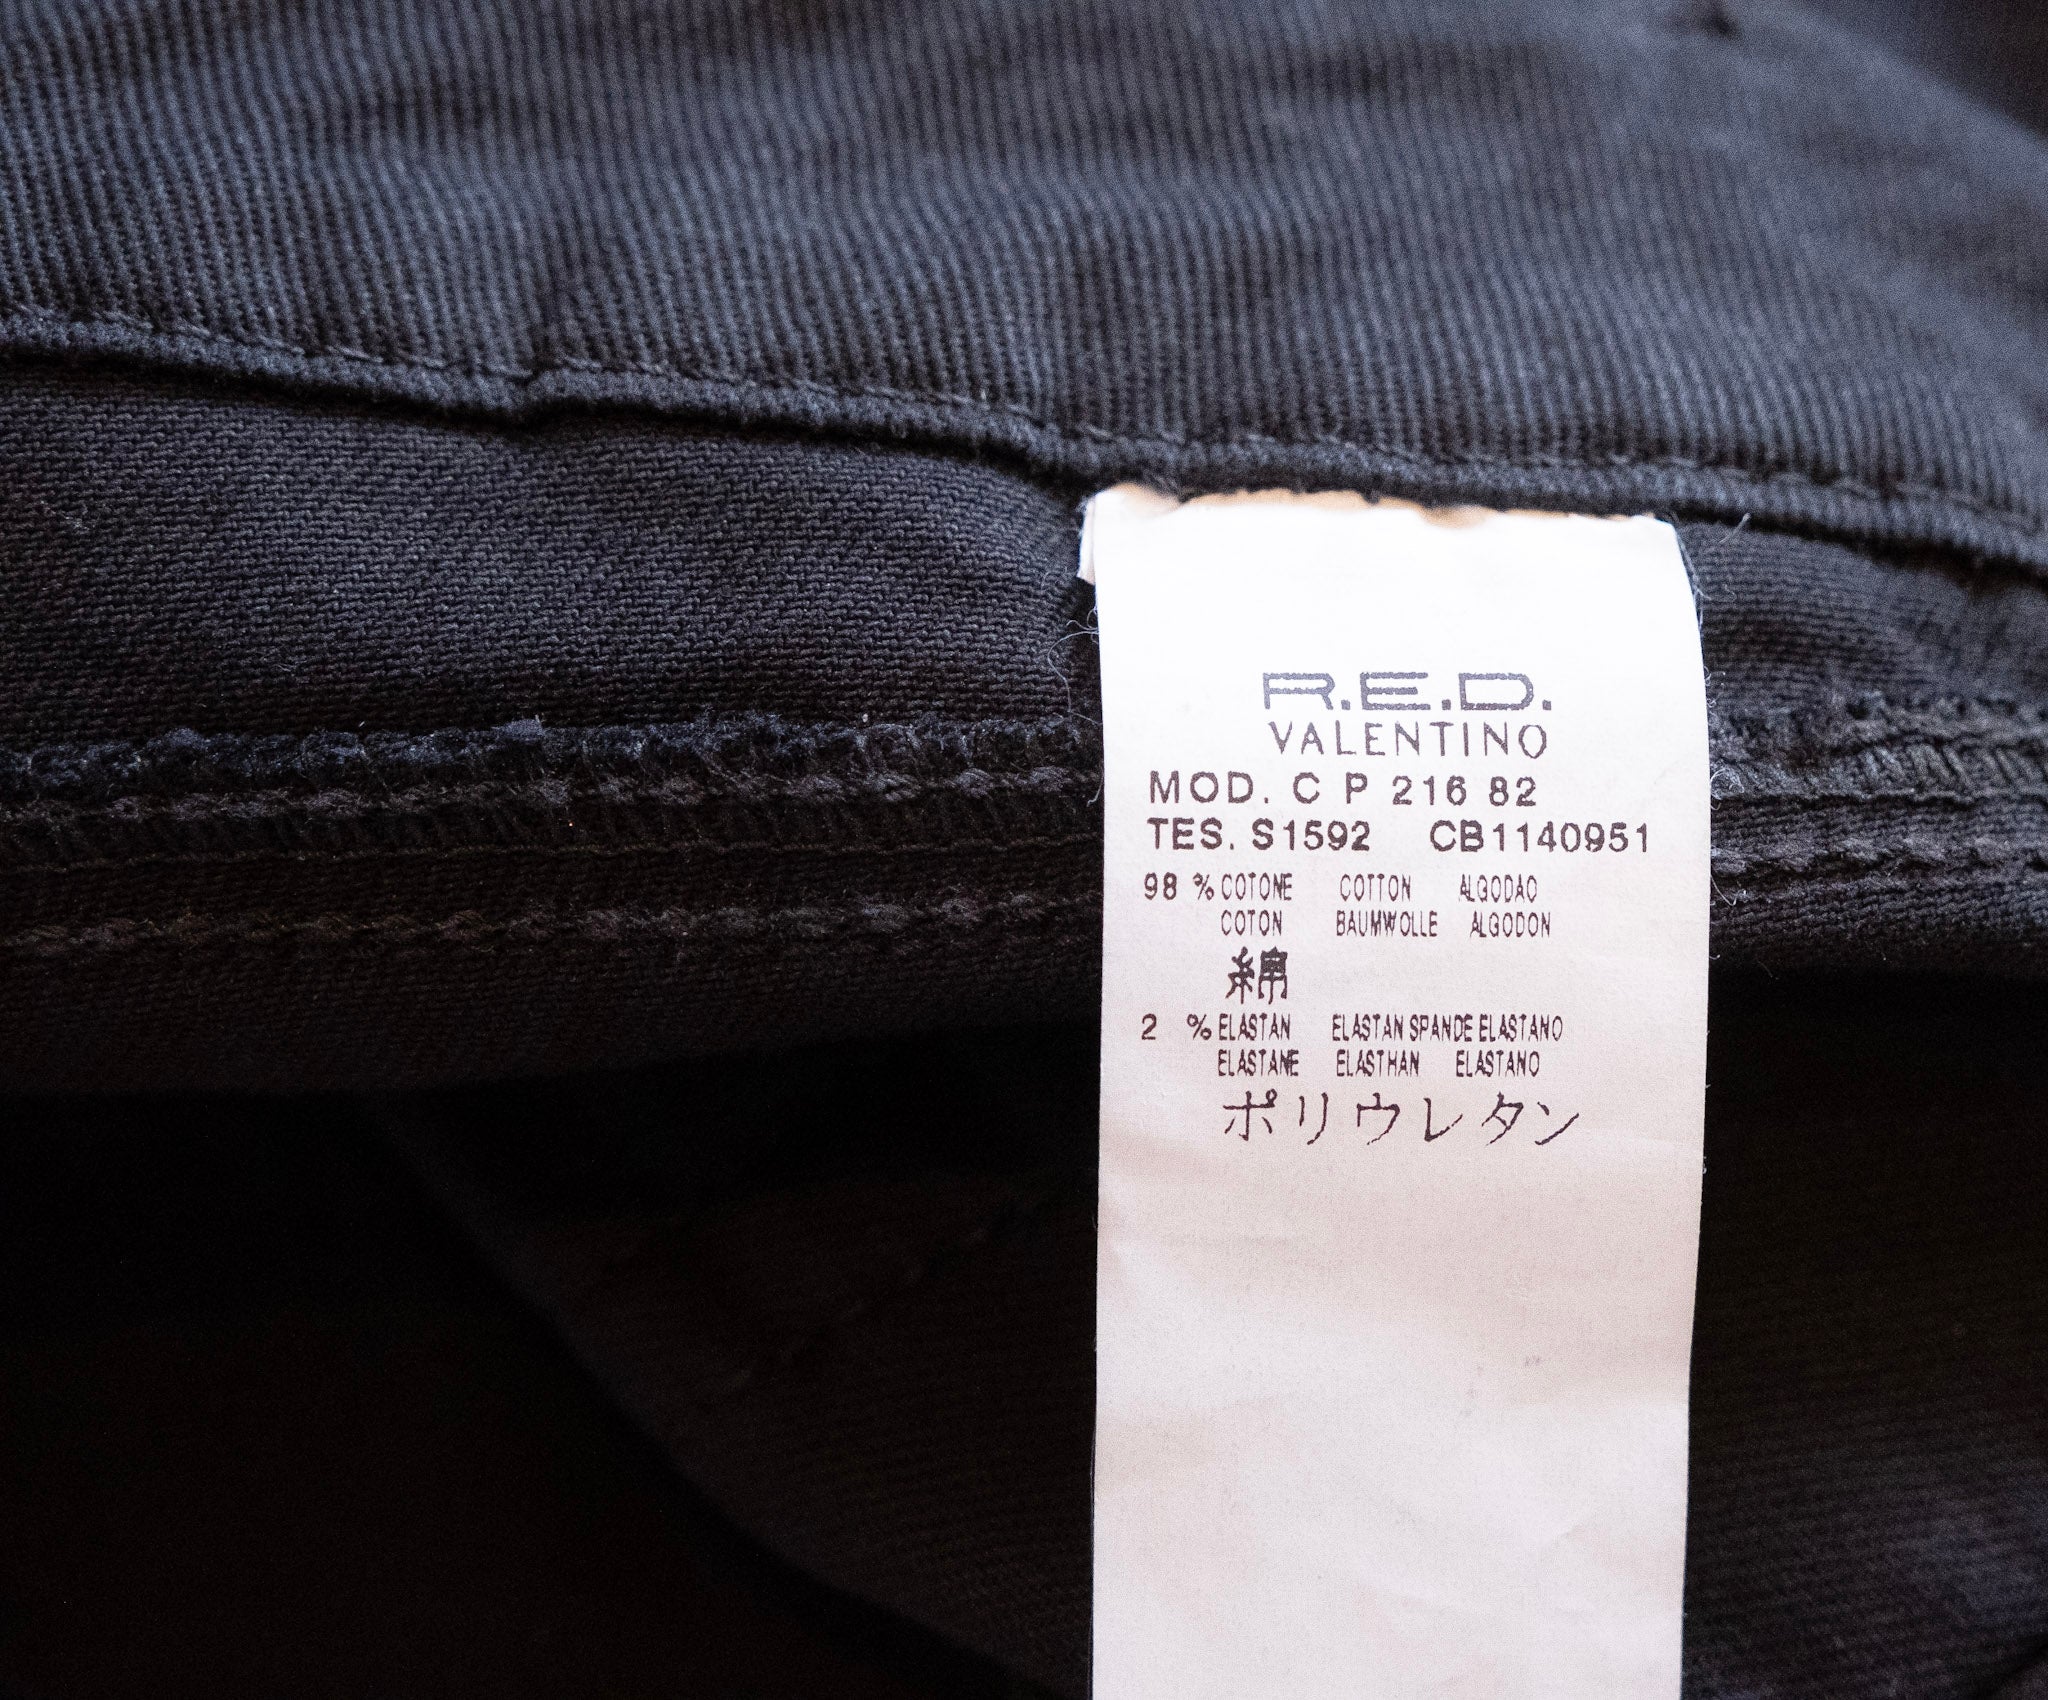 R.E.D.
VALENTINO
MOD. C P 216 82
TES. S1592 CB1140951
98 % COTONE COTTON ALGODAO
COTON BAUMWOLLE ALGODON
綿
2 % ELASTAN ELASTAN SPANDE ELASTANO
ELASTANE ELASTHAN ELASTANO
ポリウレタン